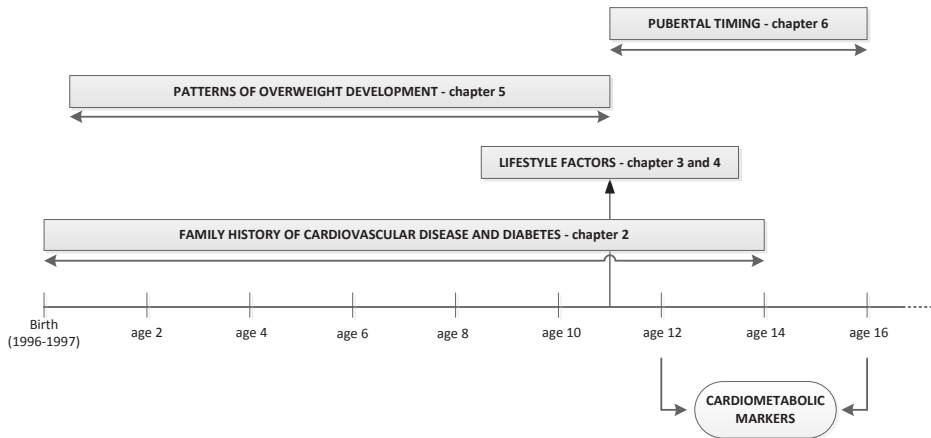 PUBERTAL TIMING - chapter 6
PATTERNS OF OVERWEIGHT DEVELOPMENT - chapter 5
LIFESTYLE FACTORS - chapter 3 and 4
FAMILY HISTORY OF CARDIOVASCULAR DISEASE AND DIABETES - chapter 2
Birth
(1996-1997)
age 2
age 4
age 6
age 8
age 10
age 12
age 14
age 16
CARDIOMETABOLIC
MARKERS